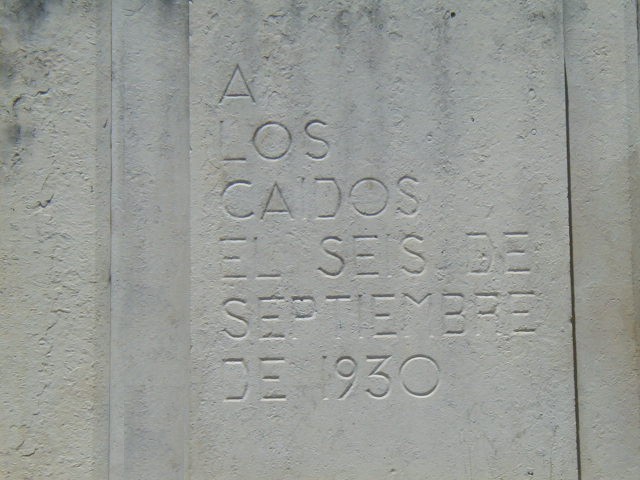 A
LOS
CAIDOS
EL SEIS DE
SEPTIEMBRE
DE 1930